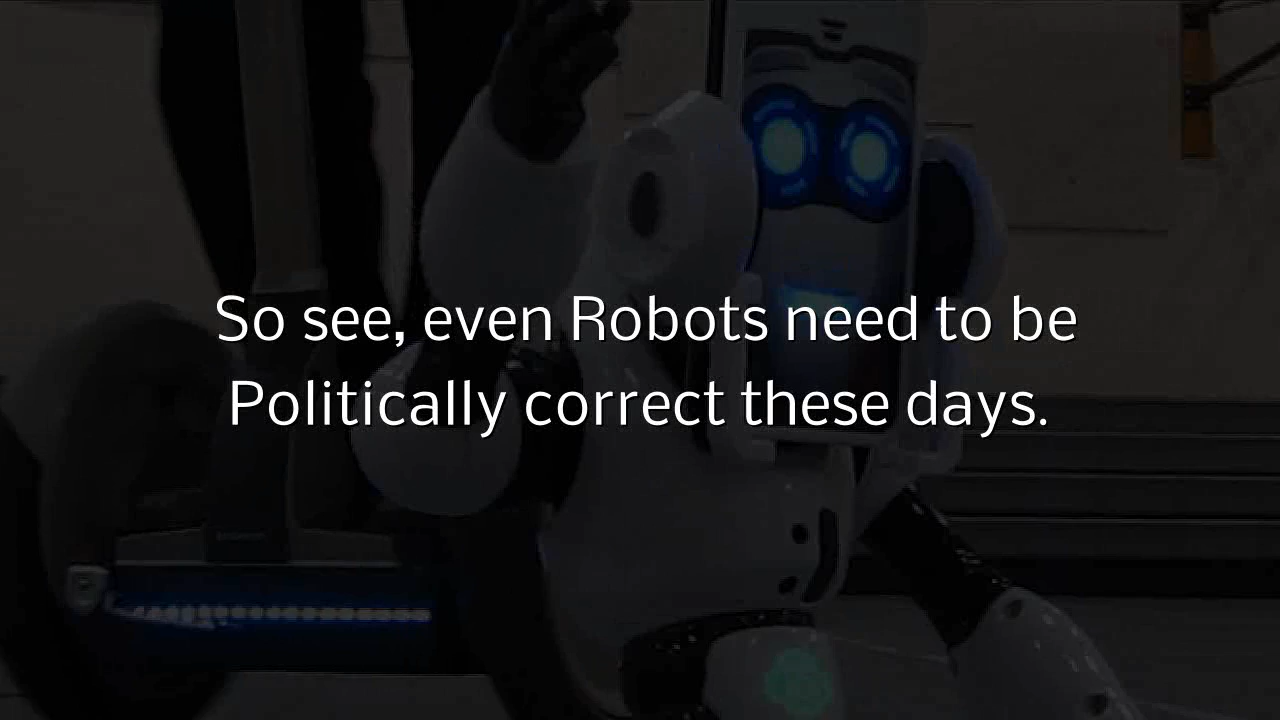 So see, even Robots need to be
Politically correct these days.